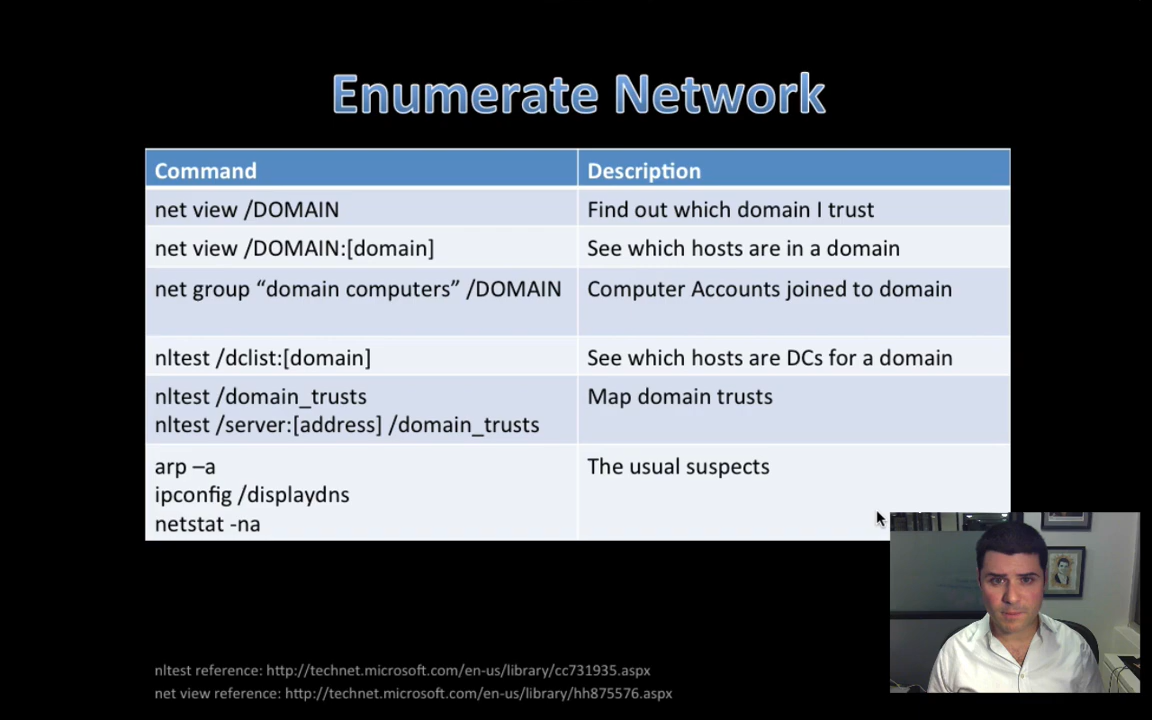 Enumerate Network
Command
Description
net view /DOMAIN
Find out which domain I trust
net view /DOMAIN:[domain]
See which hosts are in a domain
net group “domain computers” /DOMAIN
Computer Accounts joined to domain
nltest /dclist:[domain]
See which hosts are DCs for a domain
nltest /domain_trusts
nltest /server:[address] /domain_trusts
Map domain trusts
arp –a
ipconfig /displaydns
netstat -na
The usual suspects
nltest reference: http://technet.microsoft.com/en-us/library/cc731935.aspx
net view reference: http://technet.microsoft.com/en-us/library/hh875576.aspx